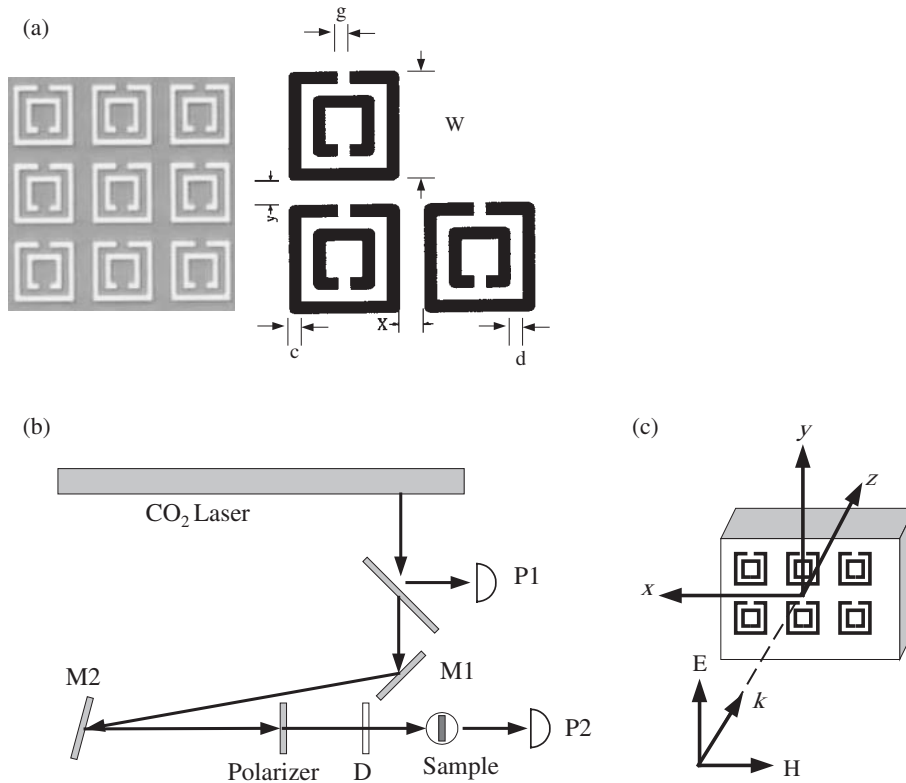 (a)
g
W
y
X
c
d
(b)
CO₂ Laser
P1
M1
M2
P2
Polarizer
D
Sample
(c)
y
z
x
E
k
H